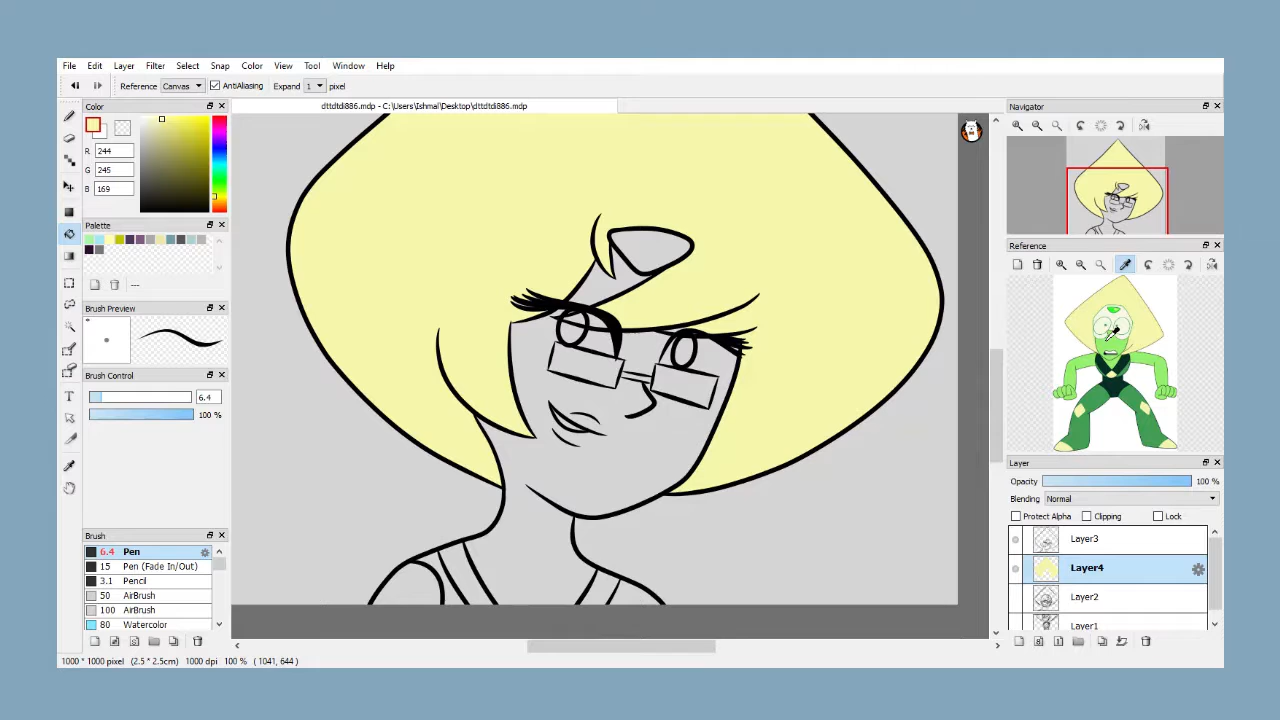 File Edit Layer Filter Select Snap Color View Tool Window Help
Reference Canvas AntiAliasing Expand 1 pixel
Color
dttdtdi886.mdp - C:\Users\Ishmal\Desktop\dttdtdi886.mdp
Navigator
R 244
G 245
B 169
Palette
---
Reference
Brush Preview
Brush Control
6.4
100 %
Layer
Opacity 100 %
Blending Normal
Protect Alpha Clipping Lock
Layer3
Layer4
Layer2
Layer1
Brush
6.4 Pen
15 Pen (Fade In/Out)
3.1 Pencil
50 AirBrush
100 AirBrush
80 Watercolor
1000 * 1000 pixel (2.5 * 2.5cm) 1000 dpi 100 % ( 1041, 644 )